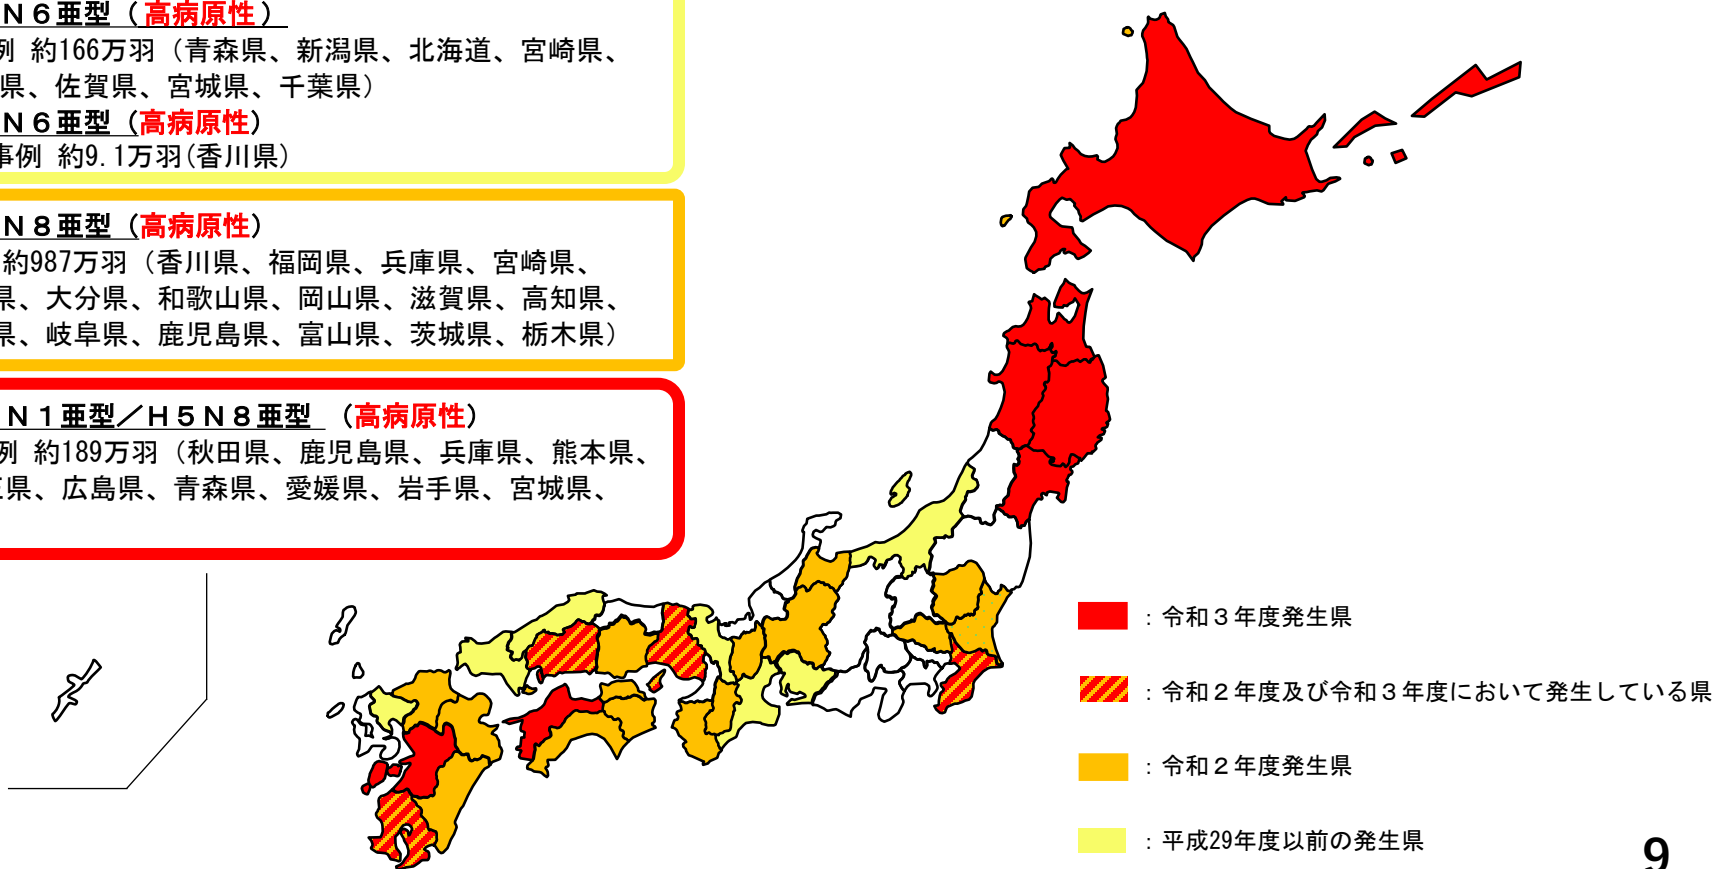 Ｎ６亜型（高病原性）
例 約166万羽（青森県、新潟県、北海道、宮崎県、
県、佐賀県、宮城県、千葉県）
Ｎ６亜型（高病原性）
事例 約9.1万羽(香川県）
Ｎ８亜型（高病原性）
約987万羽（香川県、福岡県、兵庫県、宮崎県、
県、大分県、和歌山県、岡山県、滋賀県、高知県、
県、岐阜県、鹿児島県、富山県、茨城県、栃木県）
Ｎ１亜型／Ｈ５Ｎ８亜型 （高病原性）
例 約189万羽（秋田県、鹿児島県、兵庫県、熊本県、
県、広島県、青森県、愛媛県、岩手県、宮城県、
：令和３年度発生県
：令和２年度及び令和３年度において発生している県
：令和２年度発生県
：平成29年度以前の発生県
9